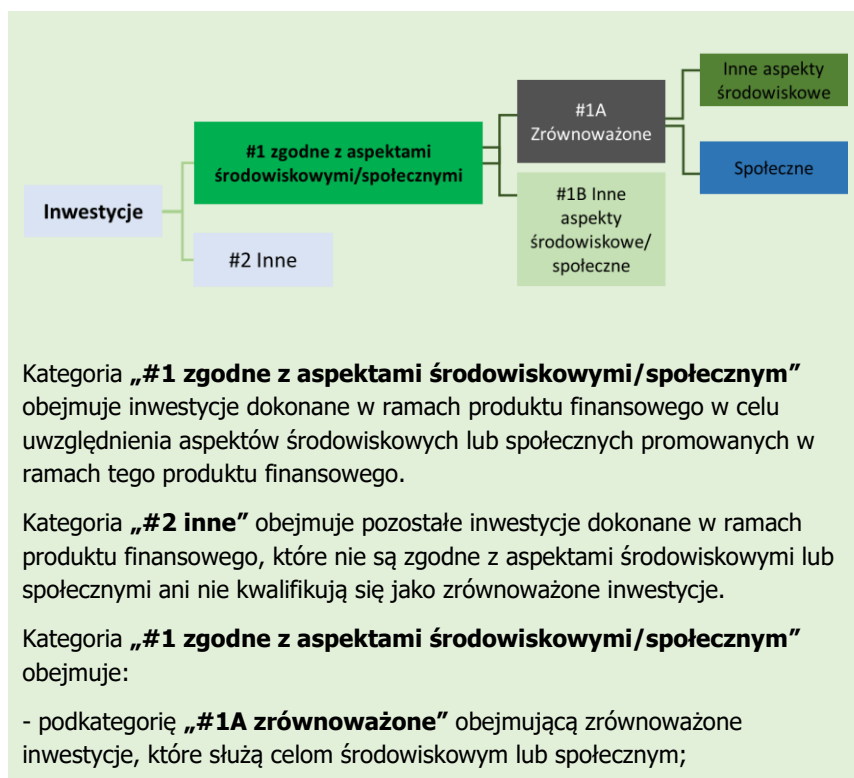 Inwestycje
#1 zgodne z aspektami
środowiskowymi/społecznymi
#2 Inne
#1A
Zrównoważone
#1B Inne
aspekty
środowiskowe/
społeczne
Inne aspekty
środowiskowe
Społeczne
Kategoria „#1 zgodne z aspektami środowiskowymi/społecznym”
obejmuje inwestycje dokonane w ramach produktu finansowego w celu
uwzględnienia aspektów środowiskowych lub społecznych promowanych w
ramach tego produktu finansowego.
Kategoria „#2 inne” obejmuje pozostałe inwestycje dokonane w ramach
produktu finansowego, które nie są zgodne z aspektami środowiskowymi lub
społecznymi ani nie kwalifikują się jako zrównoważone inwestycje.
Kategoria „#1 zgodne z aspektami środowiskowymi/społecznym”
obejmuje:
- podkategorię „#1A zrównoważone” obejmującą zrównoważone
inwestycje, które służą celom środowiskowym lub społecznym;